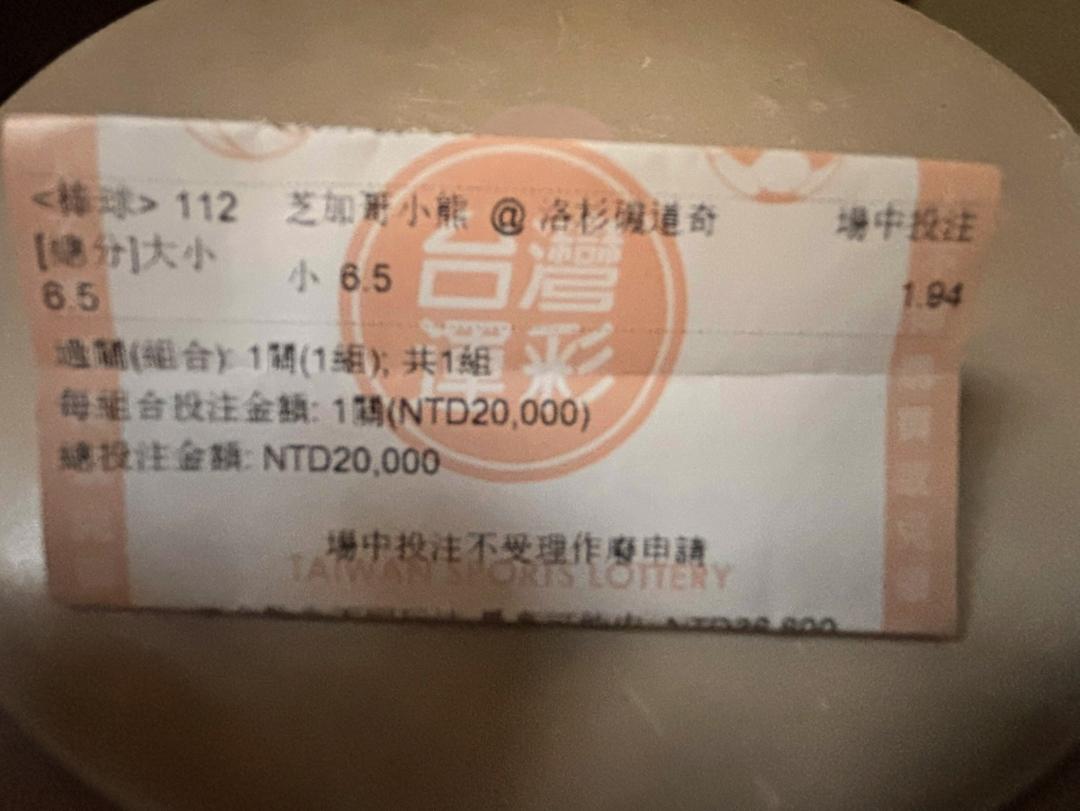 <棒球> 112 芝加哥小熊 @ 洛杉磯道奇 場中投注
[總分]大小 小 6.5
6.5 1.94
過關(組合): 1關(1組); 共1組
每組合投注金額: 1關(NTD20,000)
總投注金額: NTD20,000
台灣
運彩
場中投注不受理作廢申請
TAIWAN SPORTS LOTTERY